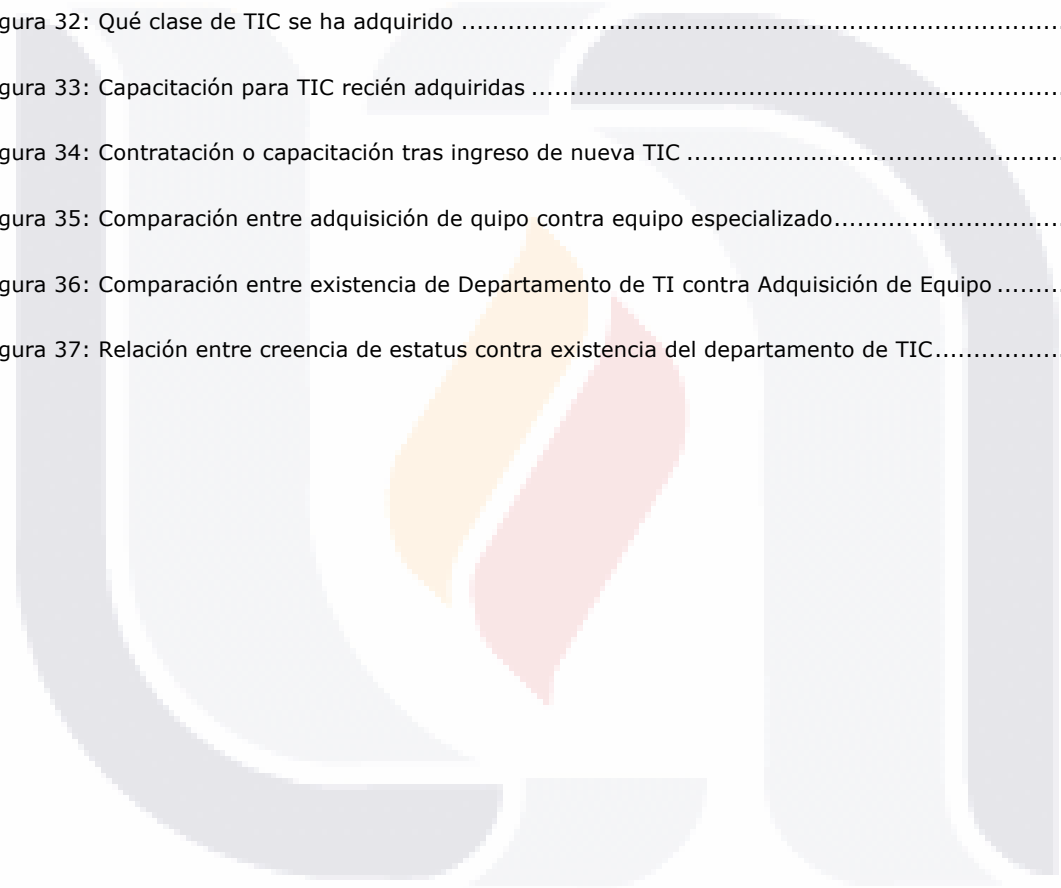 gura 32: Qué clase de TIC se ha adquirido ....................................................................................
gura 33: Capacitación para TIC recién adquiridas ...........................................................................
gura 34: Contratación o capacitación tras ingreso de nueva TIC .....................................................
gura 35: Comparación entre adquisición de quipo contra equipo especializado................................
gura 36: Comparación entre existencia de Departamento de TI contra Adquisición de Equipo .........
gura 37: Relación entre creencia de estatus contra existencia del departamento de TIC..................